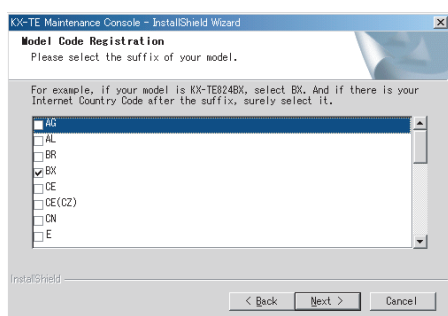 KX-TE Maintenance Console - InstallShield Wizard
Model Code Registration
Please select the suffix of your model.
For example, if your model is KX-TE824BX, select BX. And if there is your
Internet Country Code after the suffix, surely select it.
AG
AL
BR
BX
CE
CE(CZ)
CN
E
InstallShield
< Back
Next >
Cancel